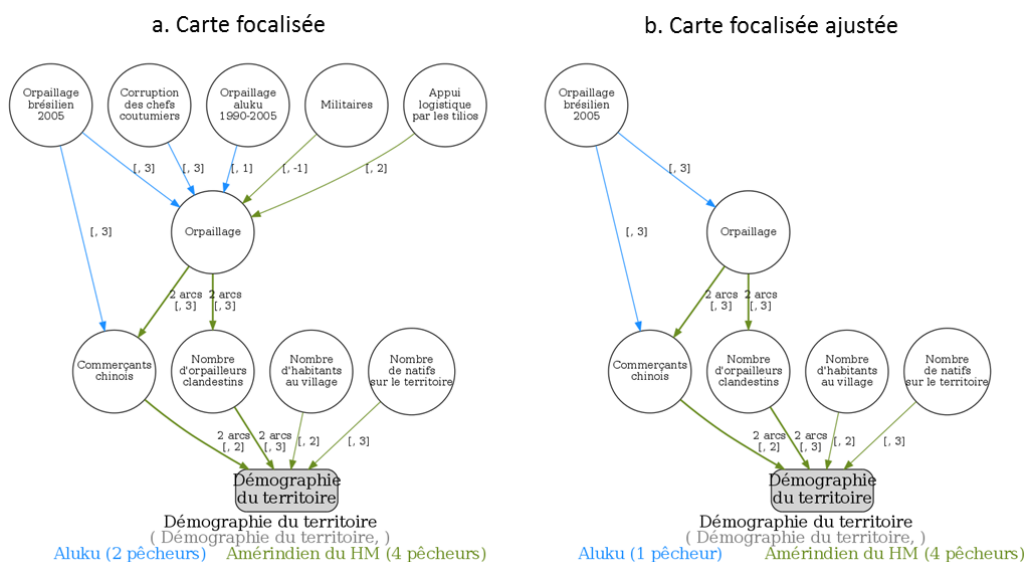 a. Carte focalisée
b. Carte focalisée ajustée
Orpaillage
brésilien
2005
Corruption
des chefs
coutumiers
Orpaillage
aluku
1990-2005
Militaires
Appui
logistique
par les tilios
[, 3]
[, 3]
[, 1]
[, -1]
[, 2]
[, 3]
Orpaillage
2 arcs
[, 3]
2 arcs
[, 3]
Commerçants
chinois
Nombre
d'orpailleurs
clandestins
Nombre
d'habitants
au village
Nombre
de natifs
sur le territoire
2 arcs
[, 2]
2 arcs
[, 3]
[, 2]
[, 3]
Démographie
du territoire
Démographie du territoire
( Démographie du territoire, )
Aluku (2 pêcheurs)
Amérindien du HM (4 pêcheurs)
Orpaillage
brésilien
2005
[, 3]
[, 3]
Orpaillage
2 arcs
[, 3]
2 arcs
[, 3]
Commerçants
chinois
Nombre
d'orpailleurs
clandestins
Nombre
d'habitants
au village
Nombre
de natifs
sur le territoire
2 arcs
[, 2]
2 arcs
[, 3]
[, 2]
[, 3]
Démographie
du territoire
Démographie du territoire
( Démographie du territoire, )
Aluku (1 pêcheur)
Amérindien du HM (4 pêcheurs)